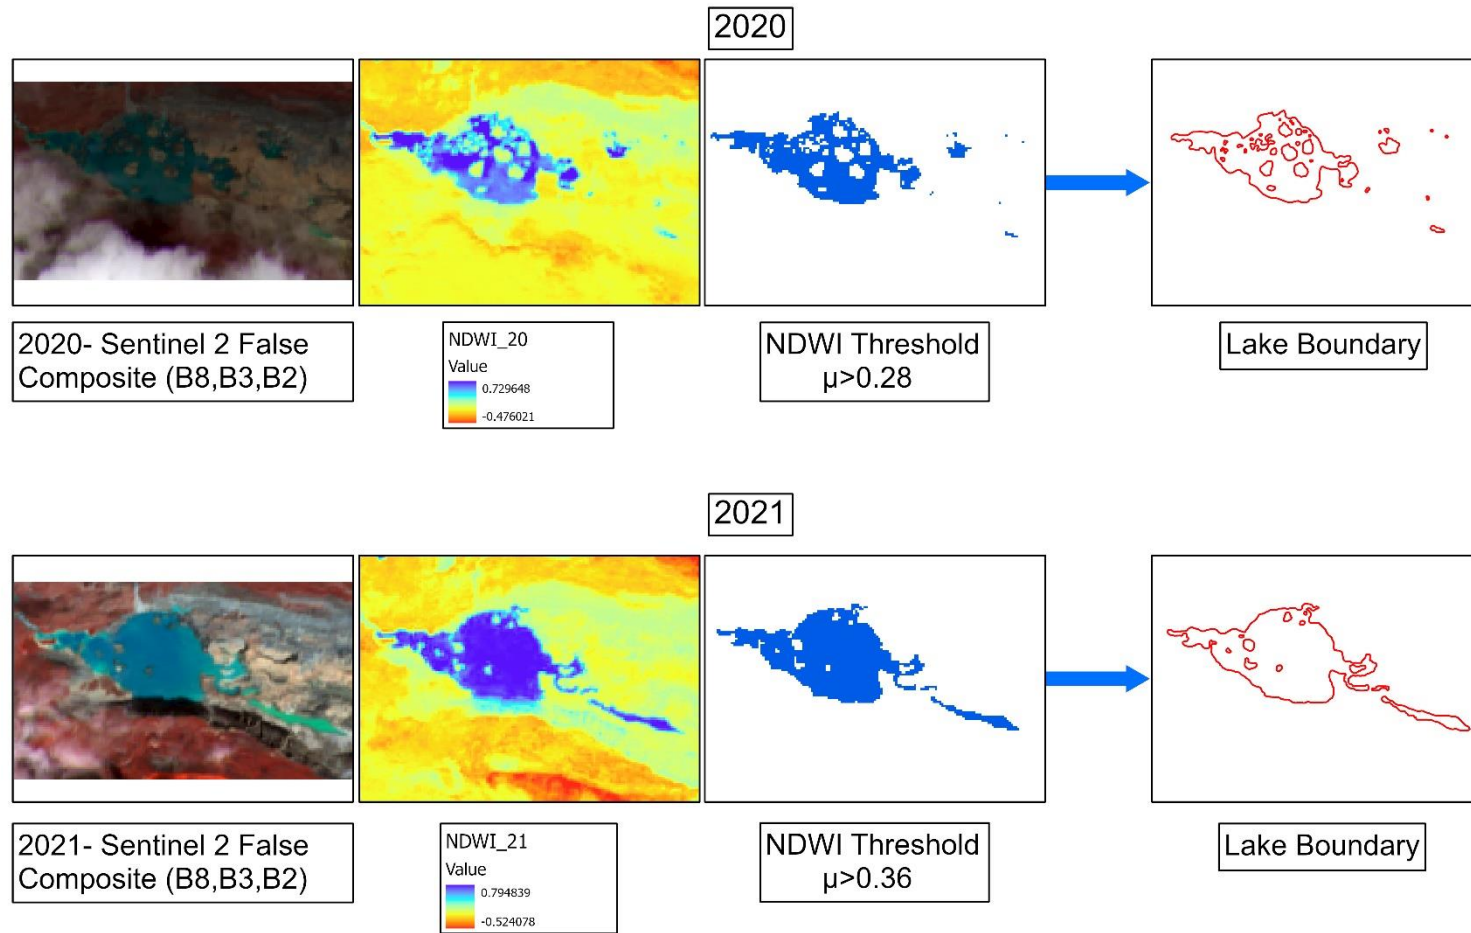 2020
2020- Sentinel 2 False
Composite (B8,B3,B2)
NDWI_20
Value
0.729648
-0.476021
NDWI Threshold
µ>0.28
Lake Boundary
2021
2021- Sentinel 2 False
Composite (B8,B3,B2)
NDWI_21
Value
0.794839
-0.524078
NDWI Threshold
µ>0.36
Lake Boundary